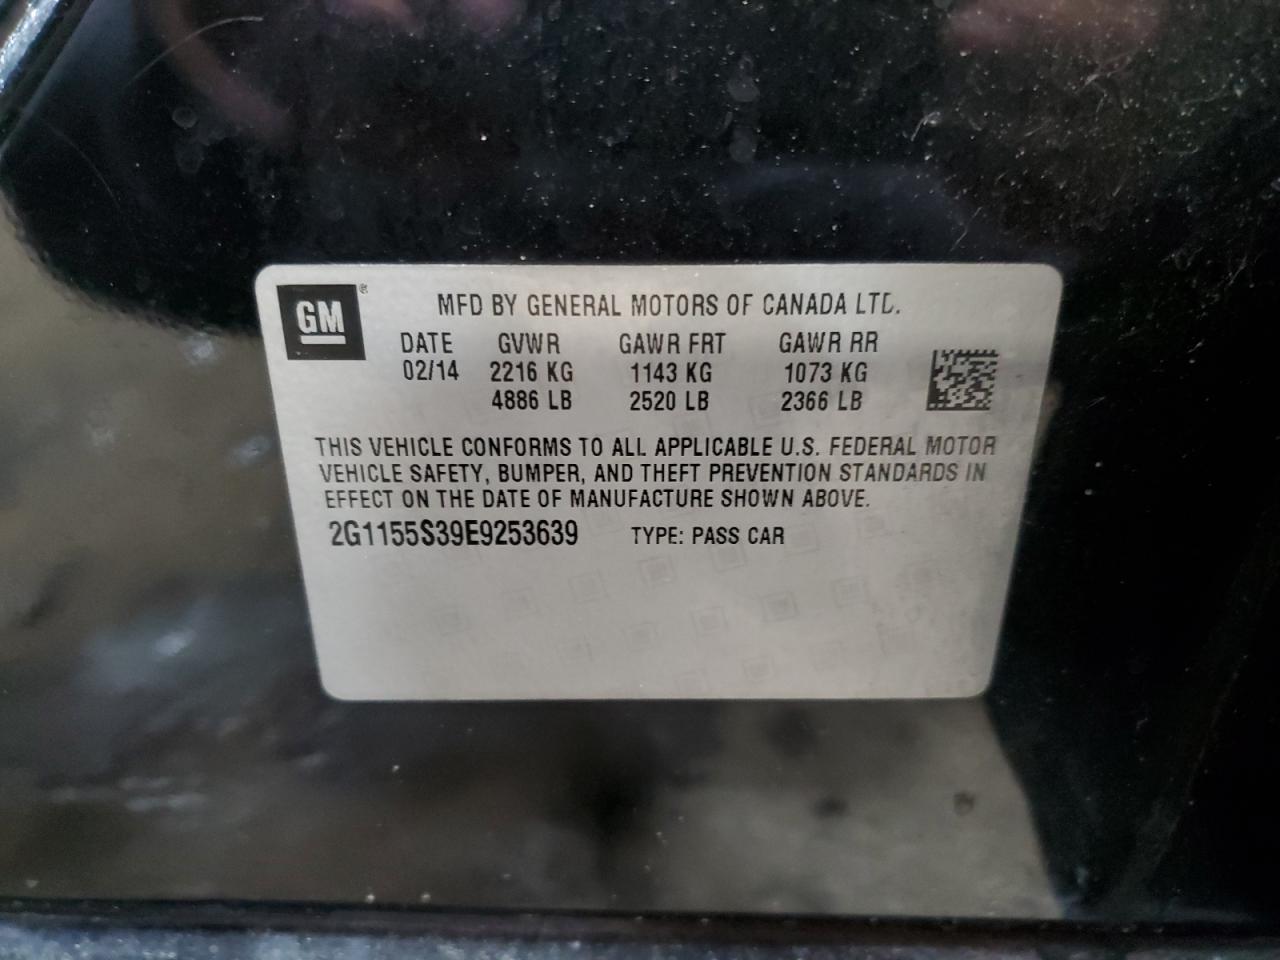 GM®
MFD BY GENERAL MOTORS OF CANADA LTD.
DATE GVWR GAWR FRT GAWR RR
02/14 2216 KG 1143 KG 1073 KG
4886 LB 2520 LB 2366 LB
THIS VEHICLE CONFORMS TO ALL APPLICABLE U.S. FEDERAL MOTOR
VEHICLE SAFETY, BUMPER, AND THEFT PREVENTION STANDARDS IN
EFFECT ON THE DATE OF MANUFACTURE SHOWN ABOVE.
2G1155S39E9253639 TYPE: PASS CAR